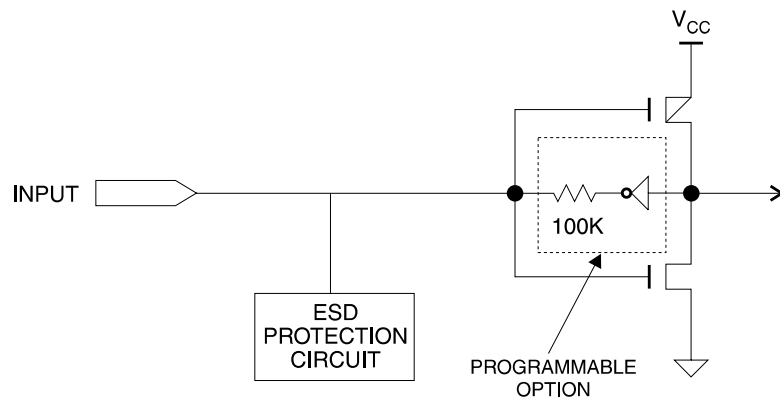 V_CC
INPUT
100K
ESD
PROTECTION
CIRCUIT
PROGRAMMABLE
OPTION